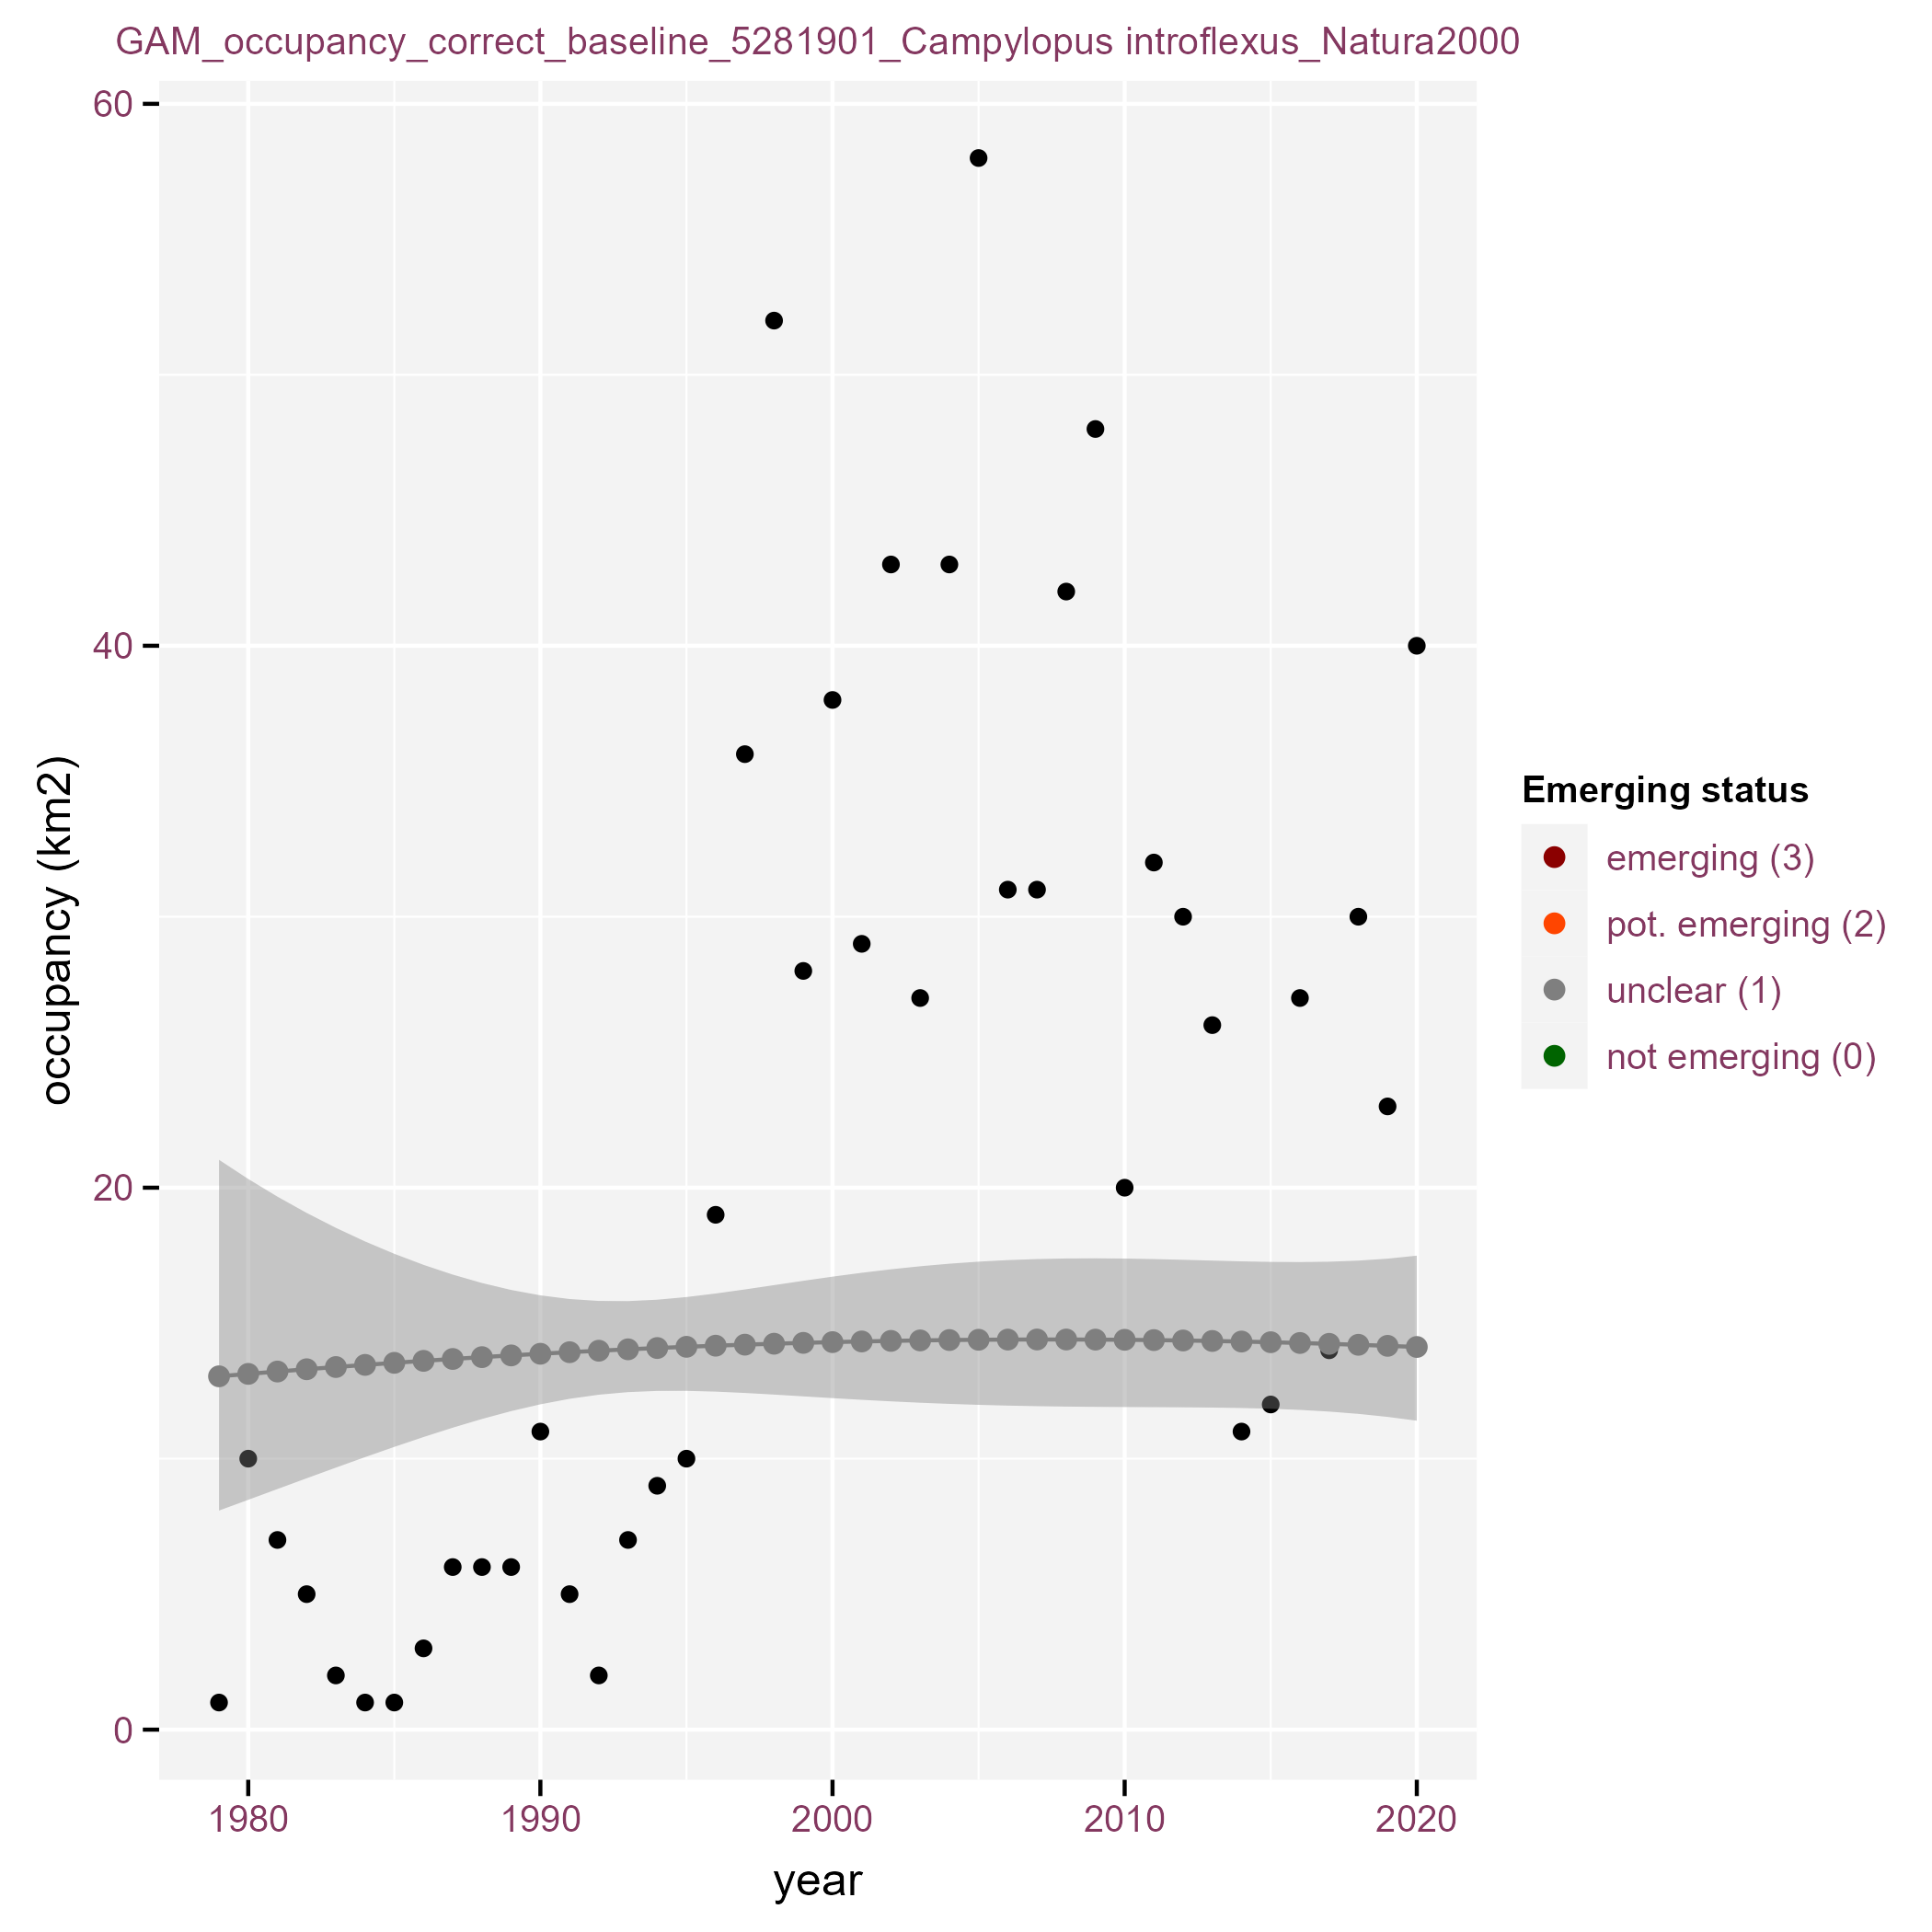 GAM_occupancy_correct_baseline_5281901_Campylopus introflexus_Natura2000
60
40
20
0
occupancy (km2)
1980 1990 2000 2010 2020
year
Emerging status
emerging (3)
pot. emerging (2)
unclear (1)
not emerging (0)